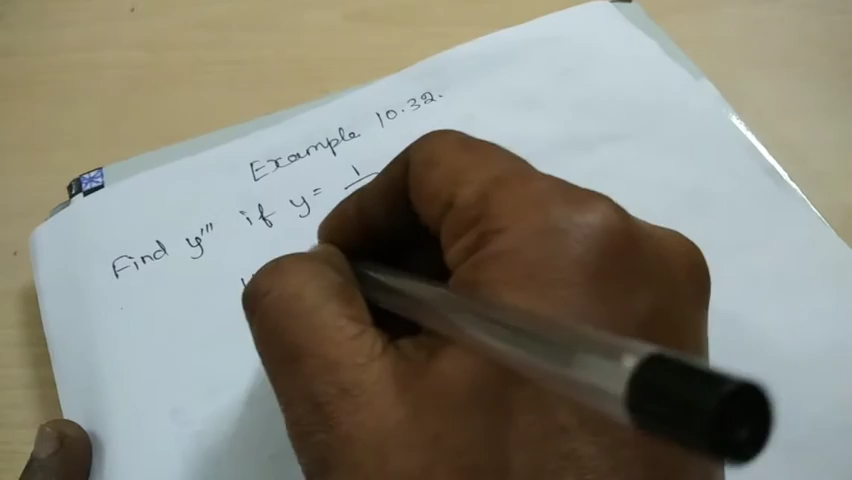 Example 10.32.
Find y''' if y = 1